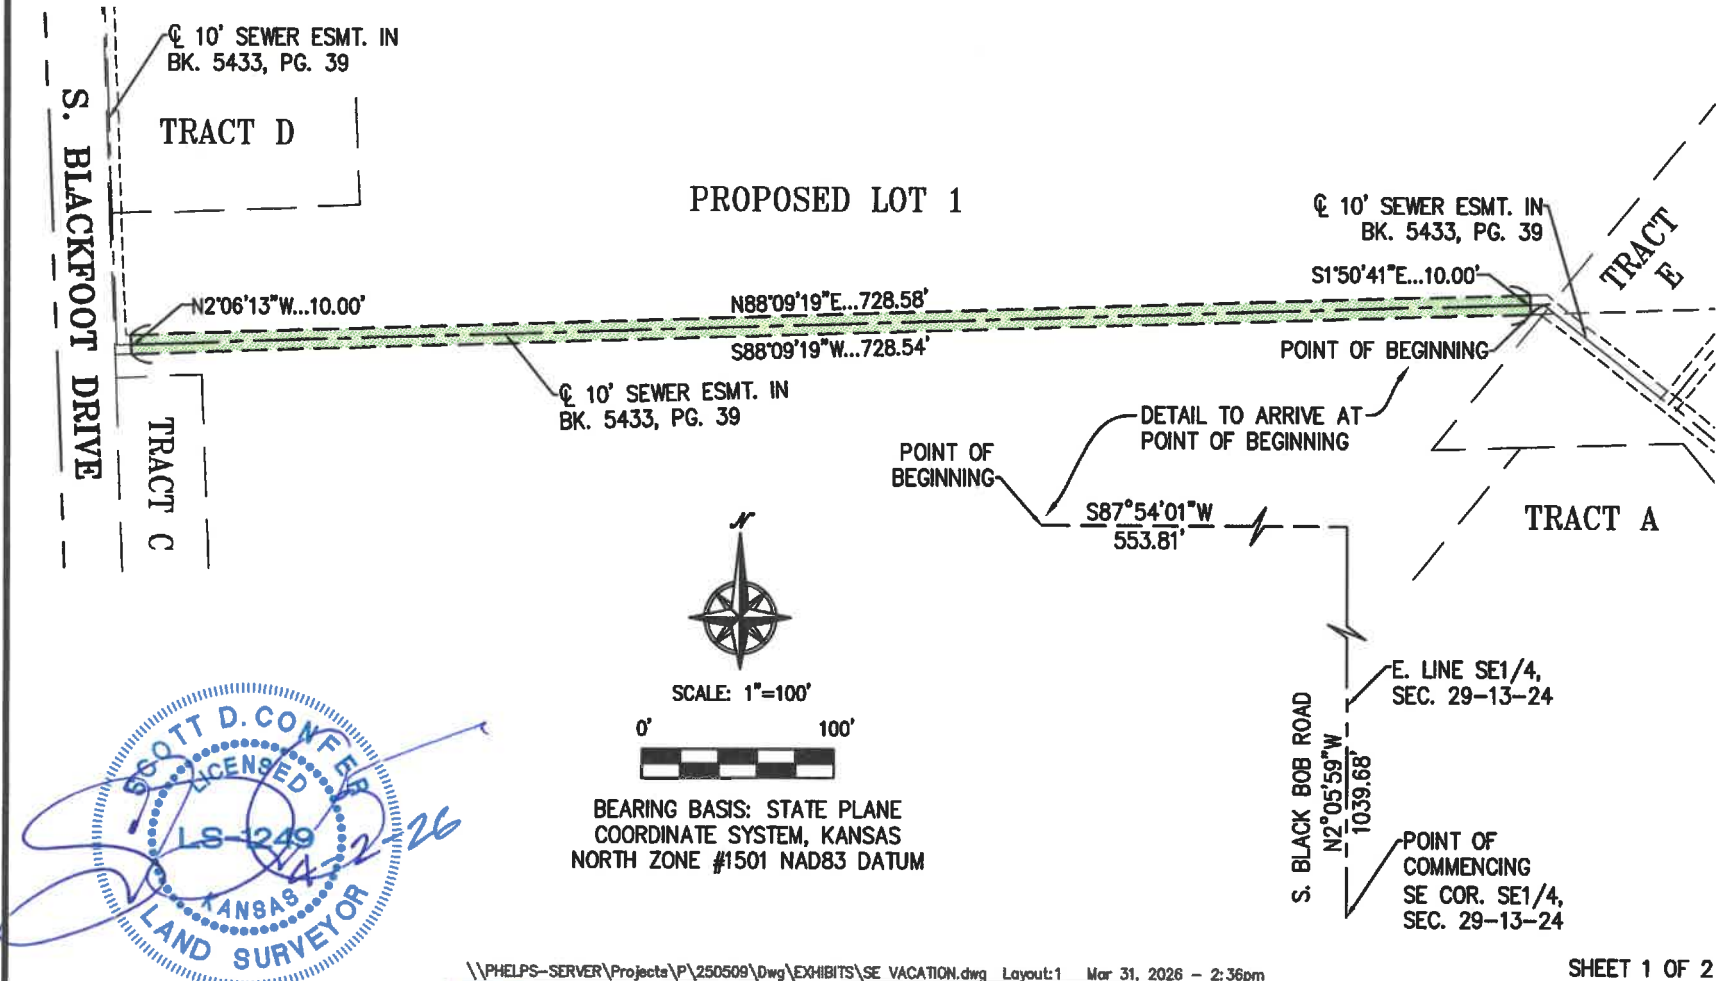 ℄ 10' SEWER ESMT. IN
BK. 5433, PG. 39
TRACT D
S. BLACKFOOT DRIVE
PROPOSED LOT 1
℄ 10' SEWER ESMT. IN
BK. 5433, PG. 39
TRACT
E
S1°50'41"E...10.00'
N2°06'13"W...10.00'
N88°09'19"E...728.58'
S88°09'19"W...728.54'
POINT OF BEGINNING
℄ 10' SEWER ESMT. IN
BK. 5433, PG. 39
TRACT C
DETAIL TO ARRIVE AT
POINT OF BEGINNING
POINT OF
BEGINNING
S87°54'01"W
553.81'
TRACT A
N
SCALE: 1"=100'
0' 100'
BEARING BASIS: STATE PLANE
COORDINATE SYSTEM, KANSAS
NORTH ZONE #1501 NAD83 DATUM
E. LINE SE1/4,
SEC. 29-13-24
S. BLACK BOB ROAD
N2°05'59"W
1039.68'
POINT OF
COMMENCING
SE COR. SE1/4,
SEC. 29-13-24
SCOTT D. CONFER
LICENSED
LS-1249
4-2-26
KANSAS
LAND SURVEYOR
\\PHELPS-SERVER\Projects\P\250509\Dwg\EXHIBITS\SE VACATION.dwg Layout:1 Mar 31, 2026 - 2:36pm
SHEET 1 OF 2